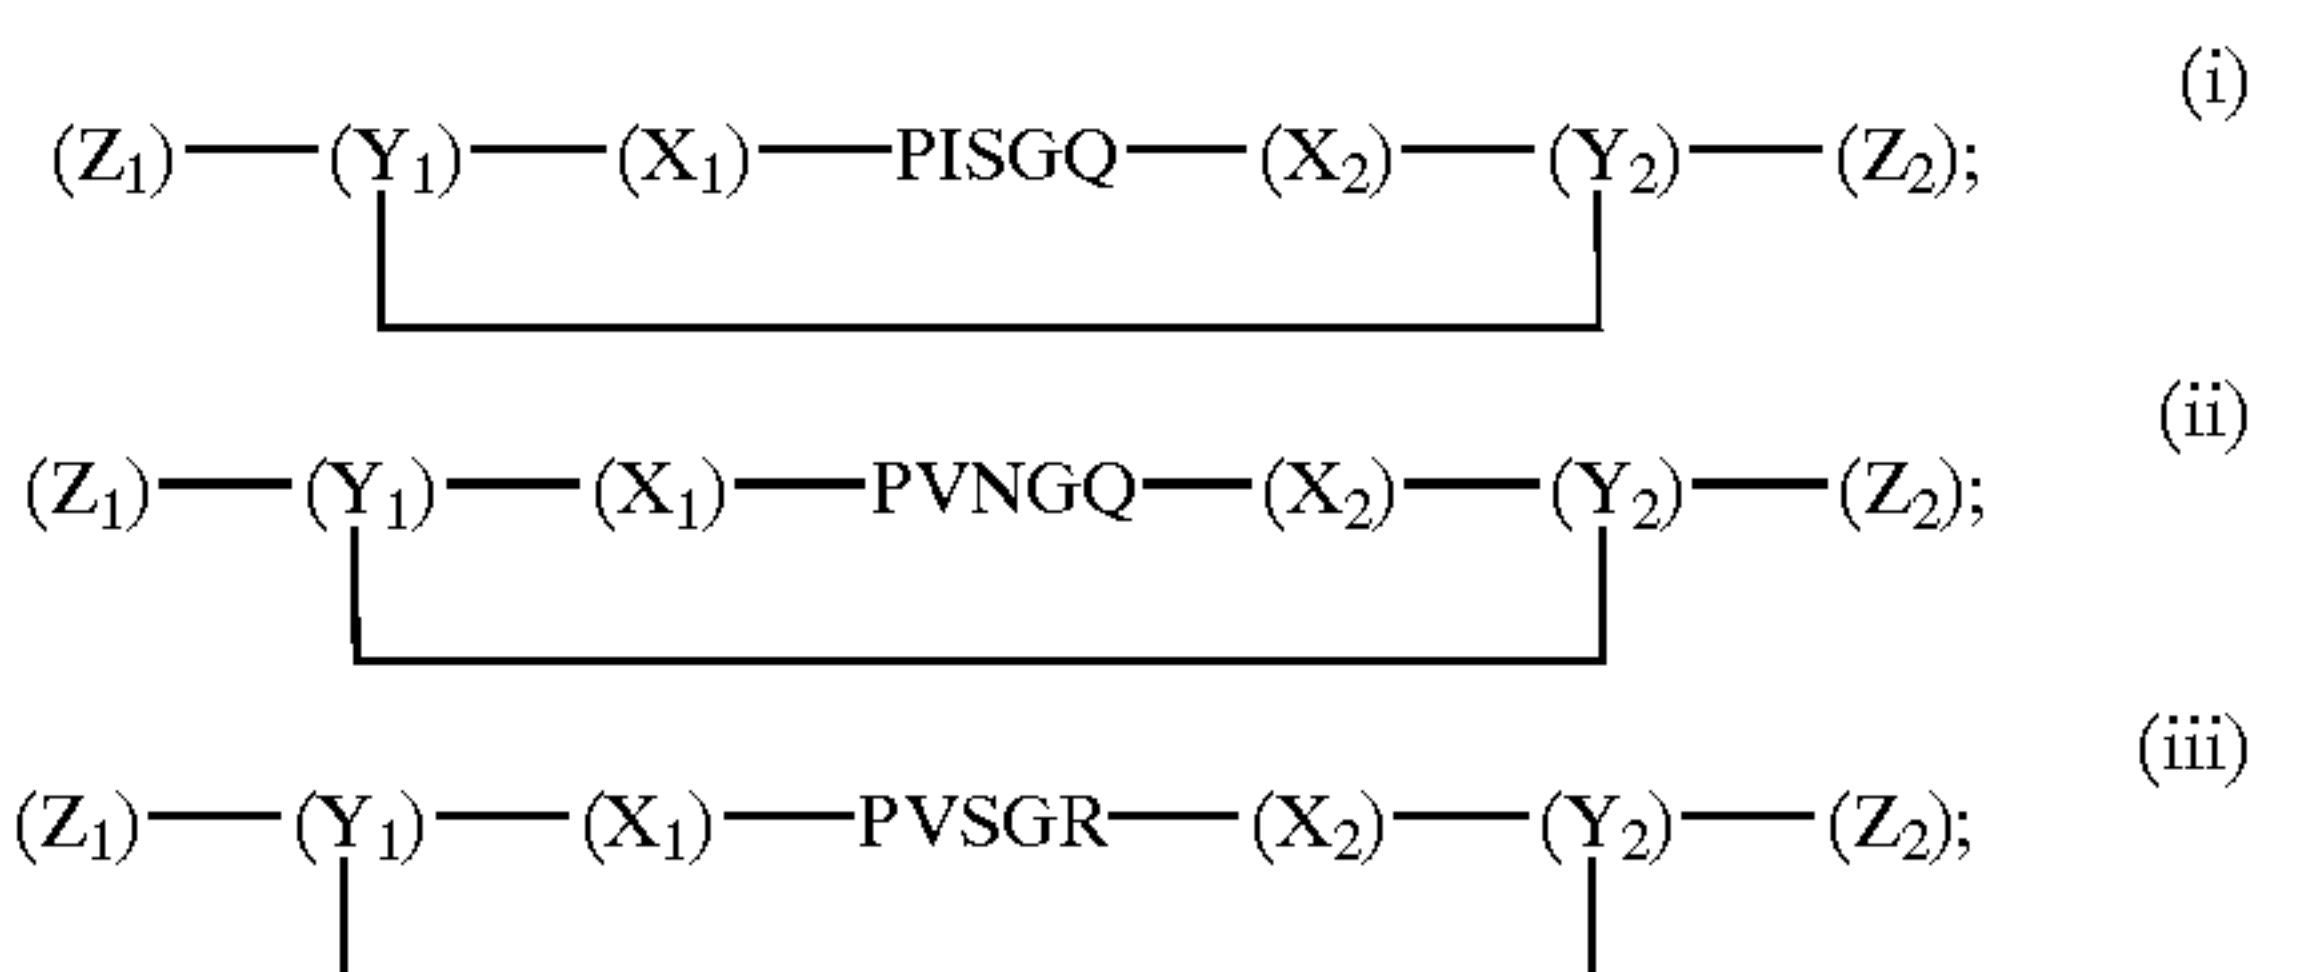 (i)
(Z₁)—(Y₁)—(X₁)—PISGQ—(X₂)—(Y₂)—(Z₂);
(ii)
(Z₁)—(Y₁)—(X₁)—PVNGQ—(X₂)—(Y₂)—(Z₂);
(iii)
(Z₁)—(Y₁)—(X₁)—PVSGR—(X₂)—(Y₂)—(Z₂);